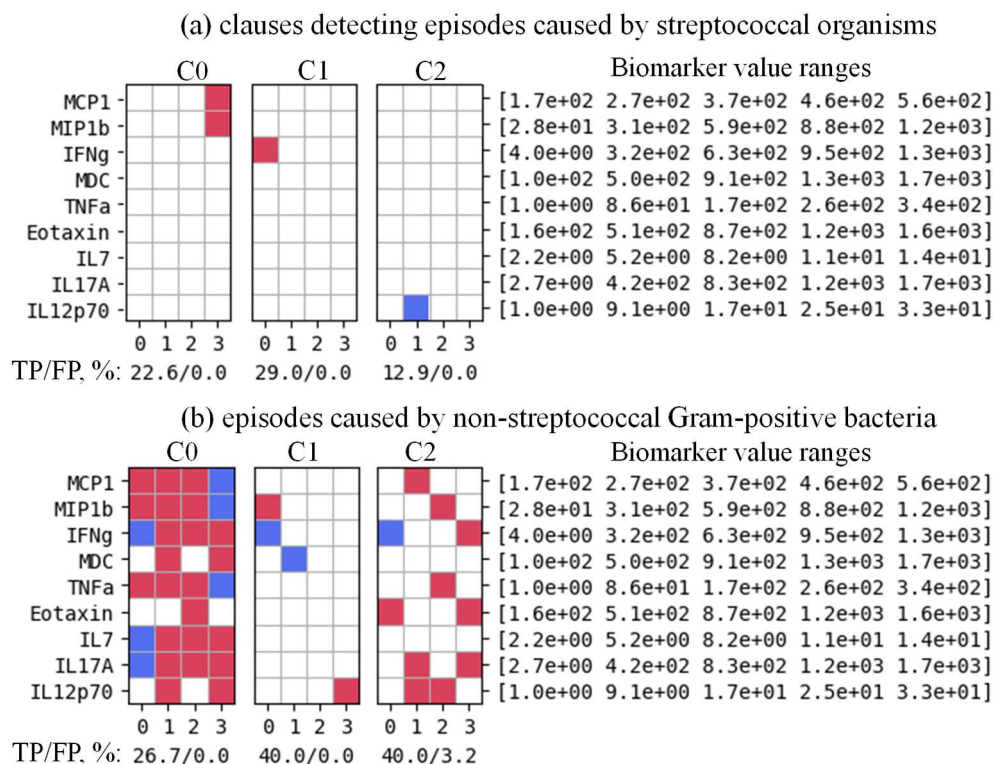 (a) clauses detecting episodes caused by streptococcal organisms
C0 C1 C2 Biomarker value ranges
MCP1 [1.7e+02 2.7e+02 3.7e+02 4.6e+02 5.6e+02]
MIP1b [2.8e+01 3.1e+02 5.9e+02 8.8e+02 1.2e+03]
IFNg [4.0e+00 3.2e+02 6.3e+02 9.5e+02 1.3e+03]
MDC [1.0e+02 5.0e+02 9.1e+02 1.3e+03 1.7e+03]
TNFa [1.0e+00 8.6e+01 1.7e+02 2.6e+02 3.4e+02]
Eotaxin [1.6e+02 5.1e+02 8.7e+02 1.2e+03 1.6e+03]
IL7 [2.2e+00 5.2e+00 8.2e+00 1.1e+01 1.4e+01]
IL17A [2.7e+00 4.2e+02 8.3e+02 1.2e+03 1.7e+03]
IL12p70 [1.0e+00 9.1e+00 1.7e+01 2.5e+01 3.3e+01]
0 1 2 3 0 1 2 3 0 1 2 3
TP/FP, %: 22.6/0.0 29.0/0.0 12.9/0.0
(b) episodes caused by non-streptococcal Gram-positive bacteria
C0 C1 C2 Biomarker value ranges
MCP1 [1.7e+02 2.7e+02 3.7e+02 4.6e+02 5.6e+02]
MIP1b [2.8e+01 3.1e+02 5.9e+02 8.8e+02 1.2e+03]
IFNg [4.0e+00 3.2e+02 6.3e+02 9.5e+02 1.3e+03]
MDC [1.0e+02 5.0e+02 9.1e+02 1.3e+03 1.7e+03]
TNFa [1.0e+00 8.6e+01 1.7e+02 2.6e+02 3.4e+02]
Eotaxin [1.6e+02 5.1e+02 8.7e+02 1.2e+03 1.6e+03]
IL7 [2.2e+00 5.2e+00 8.2e+00 1.1e+01 1.4e+01]
IL17A [2.7e+00 4.2e+02 8.3e+02 1.2e+03 1.7e+03]
IL12p70 [1.0e+00 9.1e+00 1.7e+01 2.5e+01 3.3e+01]
0 1 2 3 0 1 2 3 0 1 2 3
TP/FP, %: 26.7/0.0 40.0/0.0 40.0/3.2